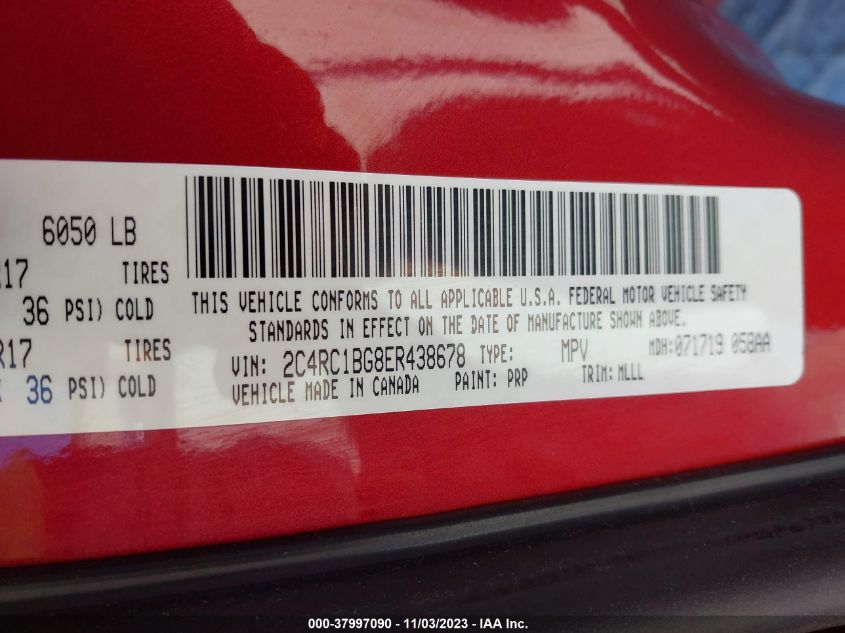 6050 LB
R17 TIRES
36 PSI) COLD
R17 TIRES
36 PSI) COLD
THIS VEHICLE CONFORMS TO ALL APPLICABLE U.S.A. FEDERAL MOTOR VEHICLE SAFETY
STANDARDS IN EFFECT ON THE DATE OF MANUFACTURE SHOWN ABOVE.
VIN: 2C4RC1BG8ER438678 TYPE: MPV MDH:071719 058AA
VEHICLE MADE IN CANADA PAINT: PRP TRIM: MLLL
000-37997090 - 11/03/2023 - IAA Inc.